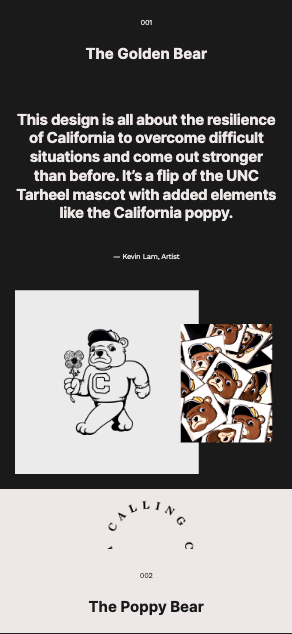 001
The Golden Bear
This design is all about the resilience
of California to overcome difficult
situations and come out stronger
than before. It's a flip of the UNC
Tarheel mascot with added elements
like the California poppy.
— Kevin Lam, Artist
C
CALLING C
002
The Poppy Bear